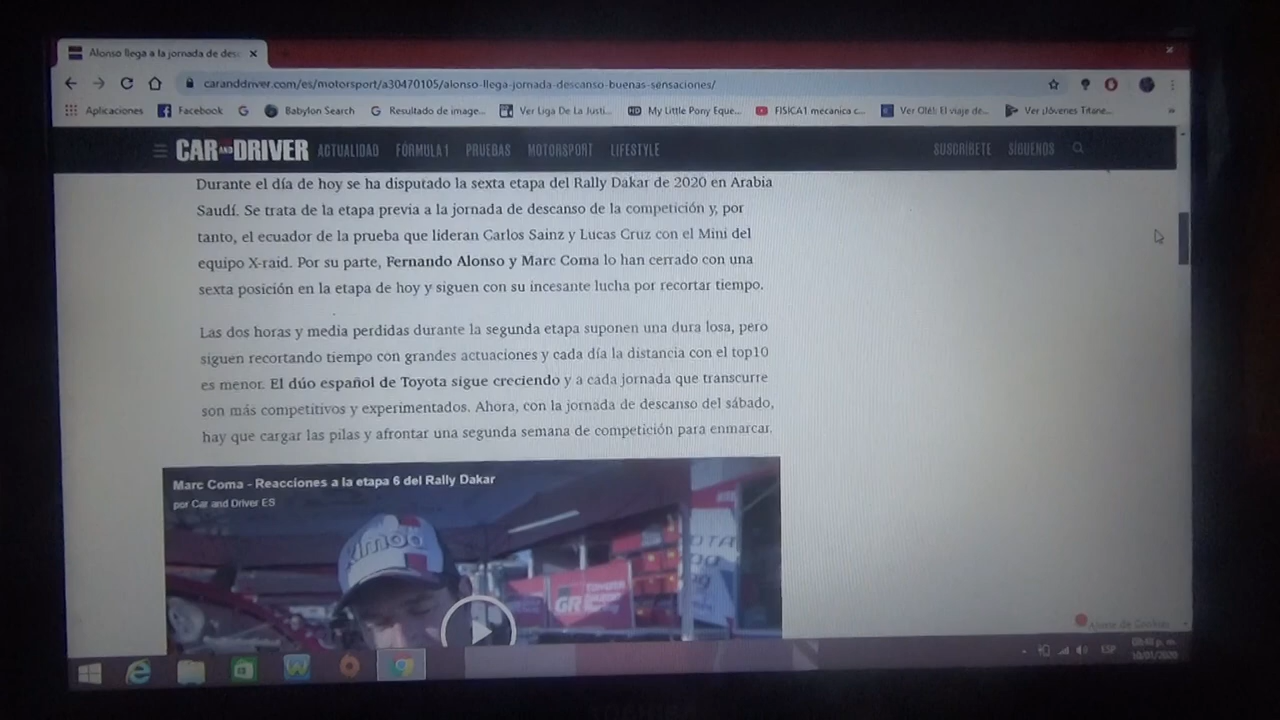 Alonso llega a la jornada de desc
caranddriver.com/es/motorsport/a30470105/alonso-llega-jornada-descanso-buenas-sensaciones/
Aplicaciones Facebook Babylon Search Resultado de image... Ver Liga De La Justi... My Little Pony Eque... FISICA1 mecanica c... Ver Olé!: El viaje de... Ver Jóvenes Titane...
CAR AND DRIVER ACTUALIDAD FÓRMULA 1 PRUEBAS MOTORSPORT LIFESTYLE SUSCRÍBETE SÍGUENOS
Durante el día de hoy se ha disputado la sexta etapa del Rally Dakar de 2020 en Arabia
Saudí. Se trata de la etapa previa a la jornada de descanso de la competición y, por
tanto, el ecuador de la prueba que lideran Carlos Sainz y Lucas Cruz con el Mini del
equipo X-raid. Por su parte, Fernando Alonso y Marc Coma lo han cerrado con una
sexta posición en la etapa de hoy y siguen con su incesante lucha por recortar tiempo.
Las dos horas y media perdidas durante la segunda etapa suponen una dura losa, pero
siguen recortando tiempo con grandes actuaciones y cada día la distancia con el top10
es menor. El dúo español de Toyota sigue creciendo y a cada jornada que transcurre
son más competitivos y experimentados. Ahora, con la jornada de descanso del sábado,
hay que cargar las pilas y afrontar una segunda semana de competición para enmarcar.
Marc Coma - Reacciones a la etapa 6 del Rally Dakar
por Car and Driver ES
kimoa
GR
Ajuste de Cookies
ESP
10/01/2020